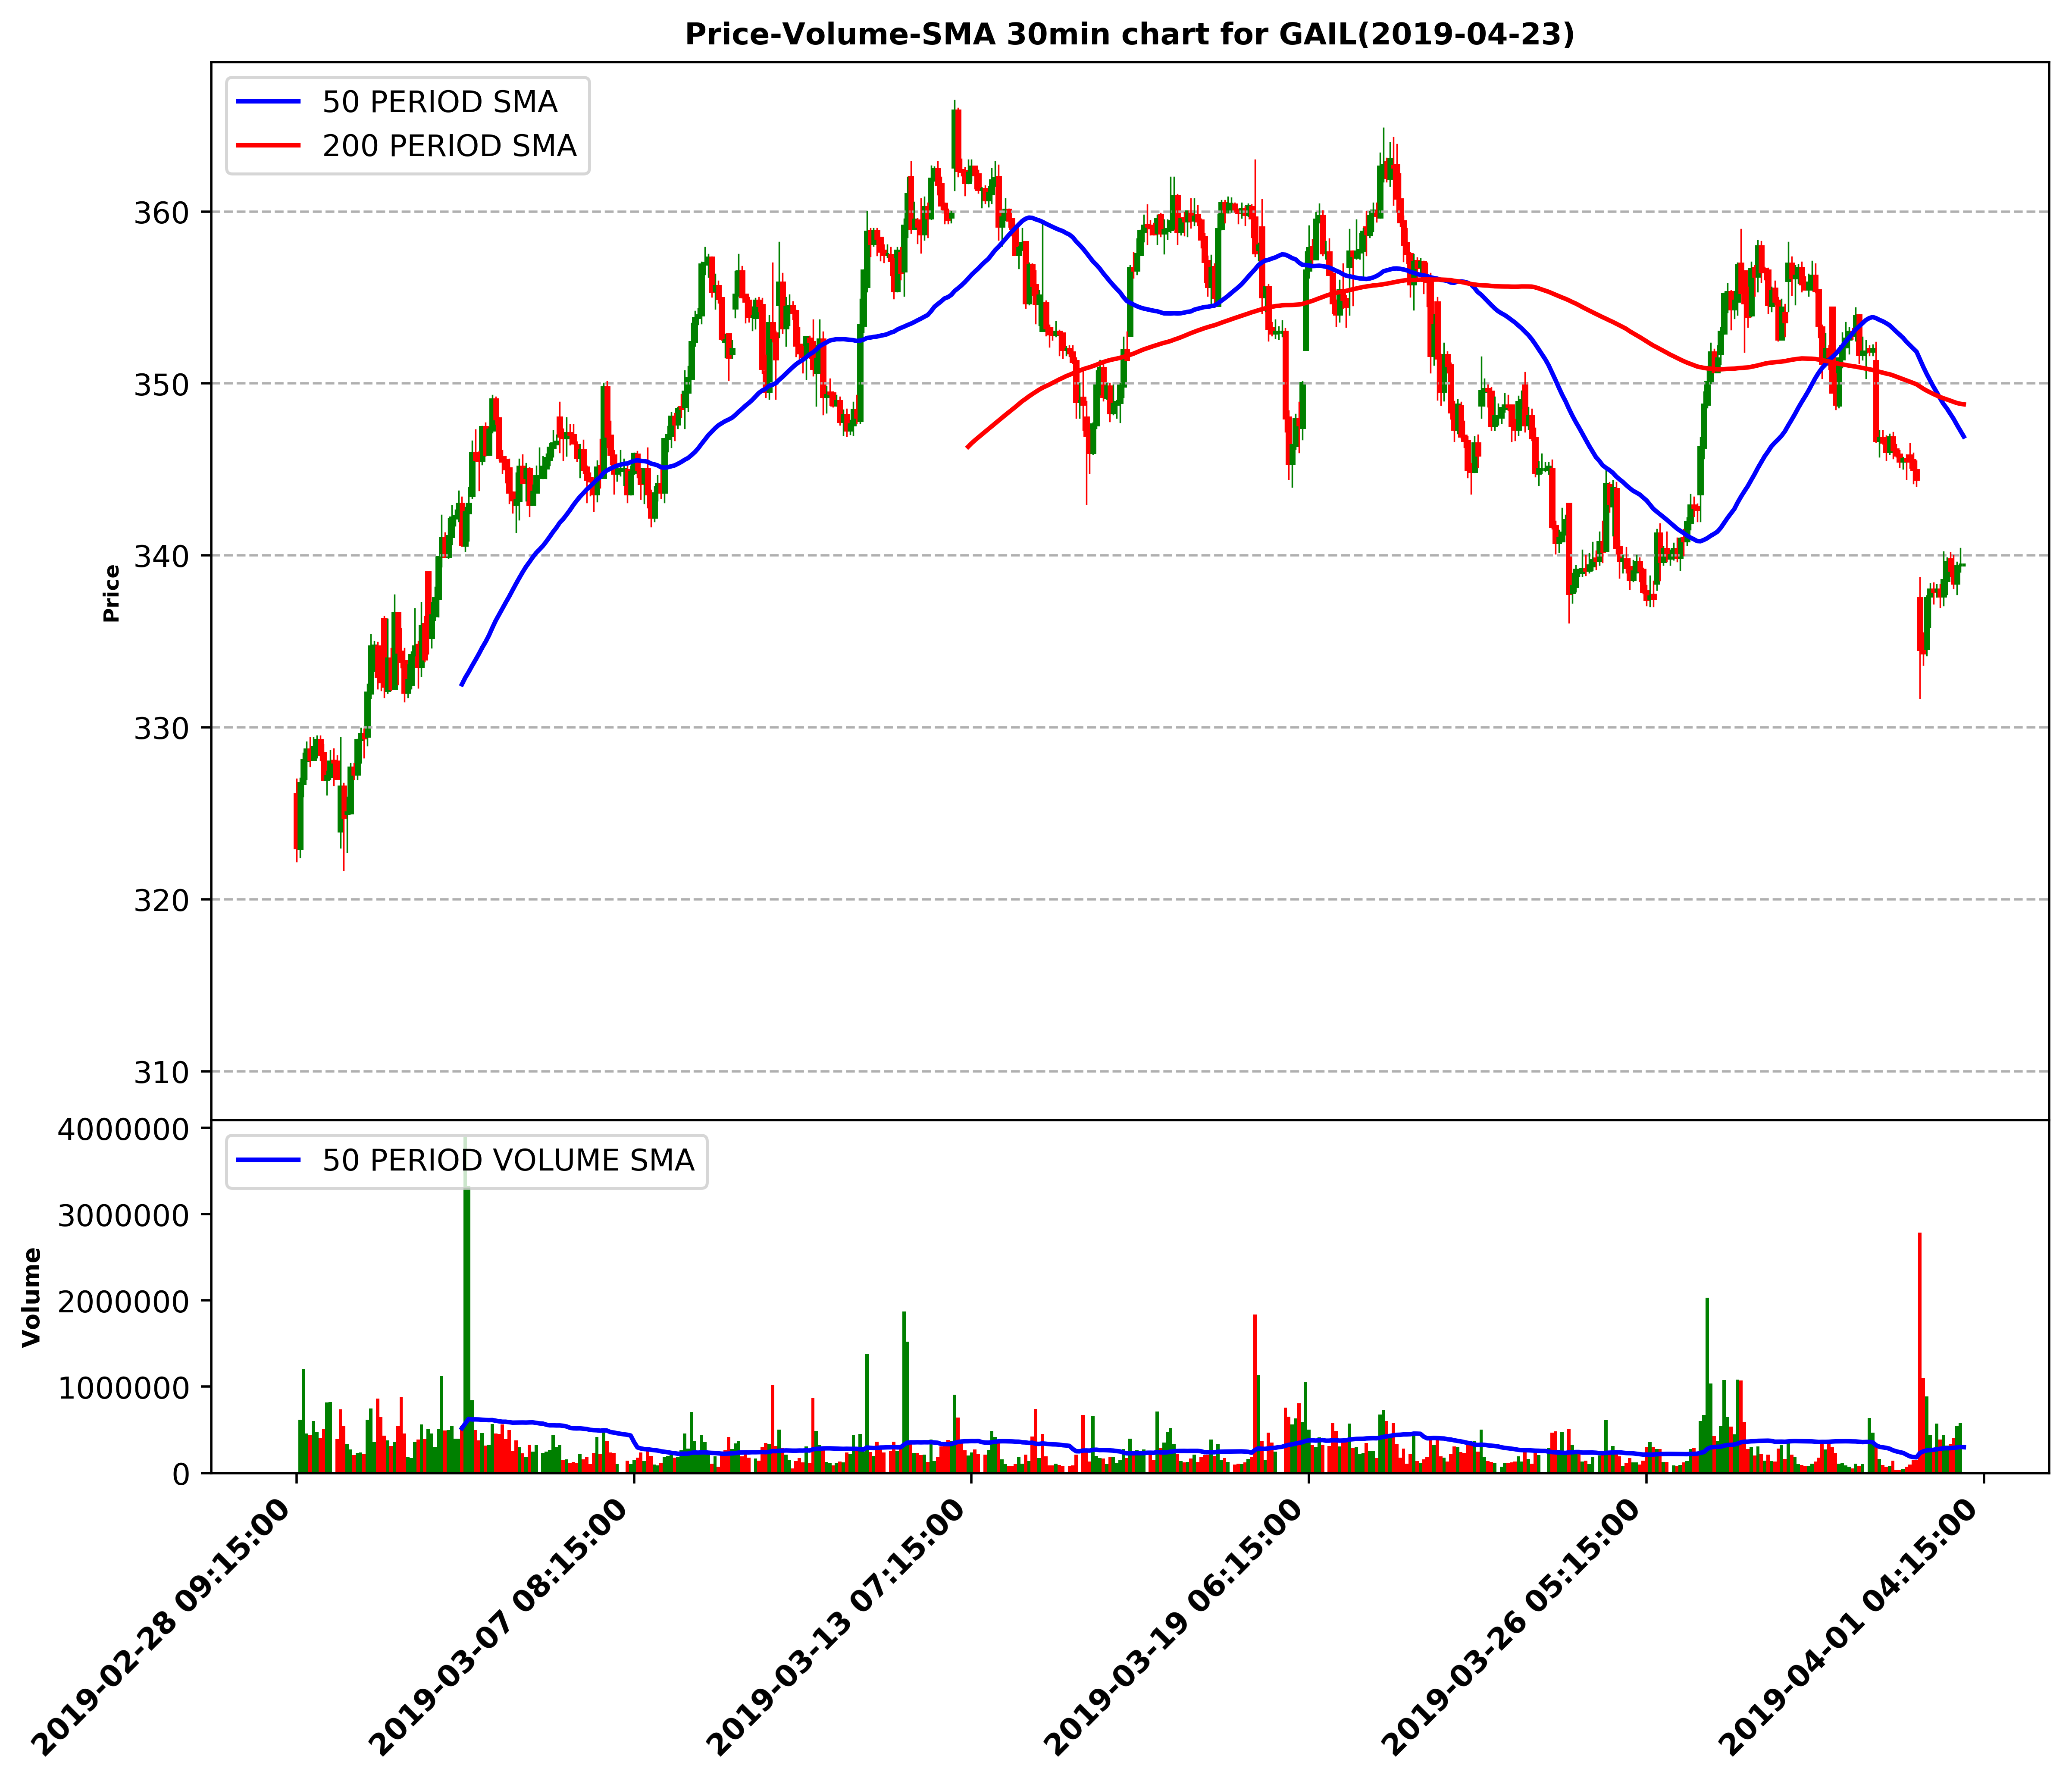 Price-Volume-SMA 30min chart for GAIL(2019-04-23)
50 PERIOD SMA
200 PERIOD SMA
360
350
340
330
320
310
Price
4000000
3000000
2000000
1000000
0
Volume
50 PERIOD VOLUME SMA
2019-02-28 09:15:00
2019-03-07 08:15:00
2019-03-13 07:15:00
2019-03-19 06:15:00
2019-03-26 05:15:00
2019-04-01 04:15:00